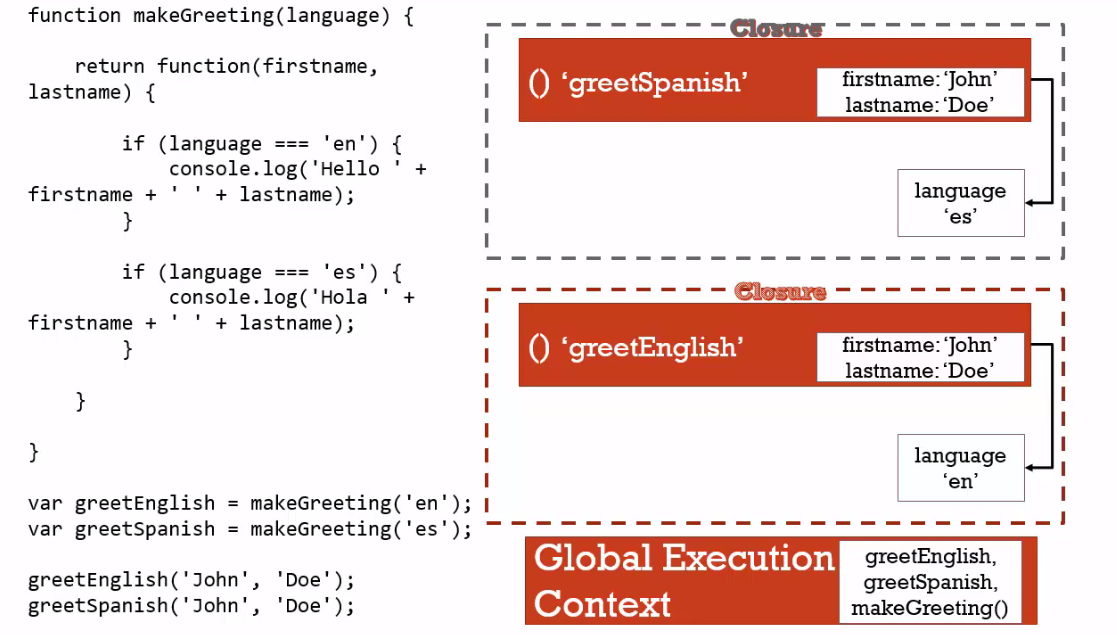 function makeGreeting(language) {
return function(firstname,
lastname) {
if (language === 'en') {
console.log('Hello ' +
firstname + ' ' + lastname);
}
if (language === 'es') {
console.log('Hola ' +
firstname + ' ' + lastname);
}
}
}
var greetEnglish = makeGreeting('en');
var greetSpanish = makeGreeting('es');
greetEnglish('John', 'Doe');
greetSpanish('John', 'Doe');
Closure
() ‘greetSpanish’
firstname: ‘John’
lastname: ‘Doe’
language
‘es’
Closure
() ‘greetEnglish’
firstname: ‘John’
lastname: ‘Doe’
language
‘en’
Global Execution
Context
greetEnglish,
greetSpanish,
makeGreeting()